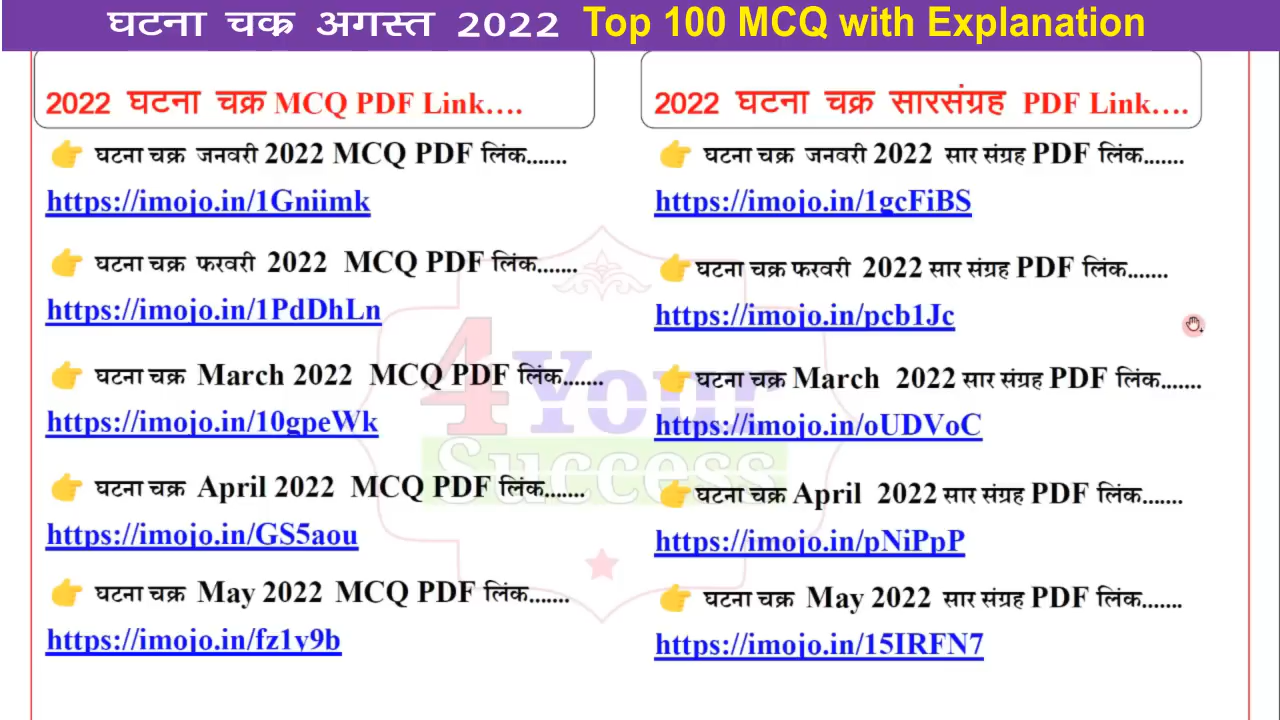 घटना चक्र अगस्त 2022 Top 100 MCQ with Explanation
2022 घटना चक्र MCQ PDF Link....
घटना चक्र जनवरी 2022 MCQ PDF लिंक.......
https://imojo.in/1Gniimk
घटना चक्र फरवरी 2022 MCQ PDF लिंक.......
https://imojo.in/1PdDhLn
घटना चक्र March 2022 MCQ PDF लिंक.......
https://imojo.in/10gpeWk
घटना चक्र April 2022 MCQ PDF लिंक.......
https://imojo.in/GS5aou
घटना चक्र May 2022 MCQ PDF लिंक.......
https://imojo.in/fz1y9b
2022 घटना चक्र सारसंग्रह PDF Link....
घटना चक्र जनवरी 2022 सार संग्रह PDF लिंक.......
https://imojo.in/1gcFiBS
घटना चक्र फरवरी 2022 सार संग्रह PDF लिंक.......
https://imojo.in/pcb1Jc
घटना चक्र March 2022 सार संग्रह PDF लिंक.......
https://imojo.in/oUDVoC
घटना चक्र April 2022 सार संग्रह PDF लिंक.......
https://imojo.in/pNiPpP
घटना चक्र May 2022 सार संग्रह PDF लिंक.......
https://imojo.in/15IRFN7
4Your
Success